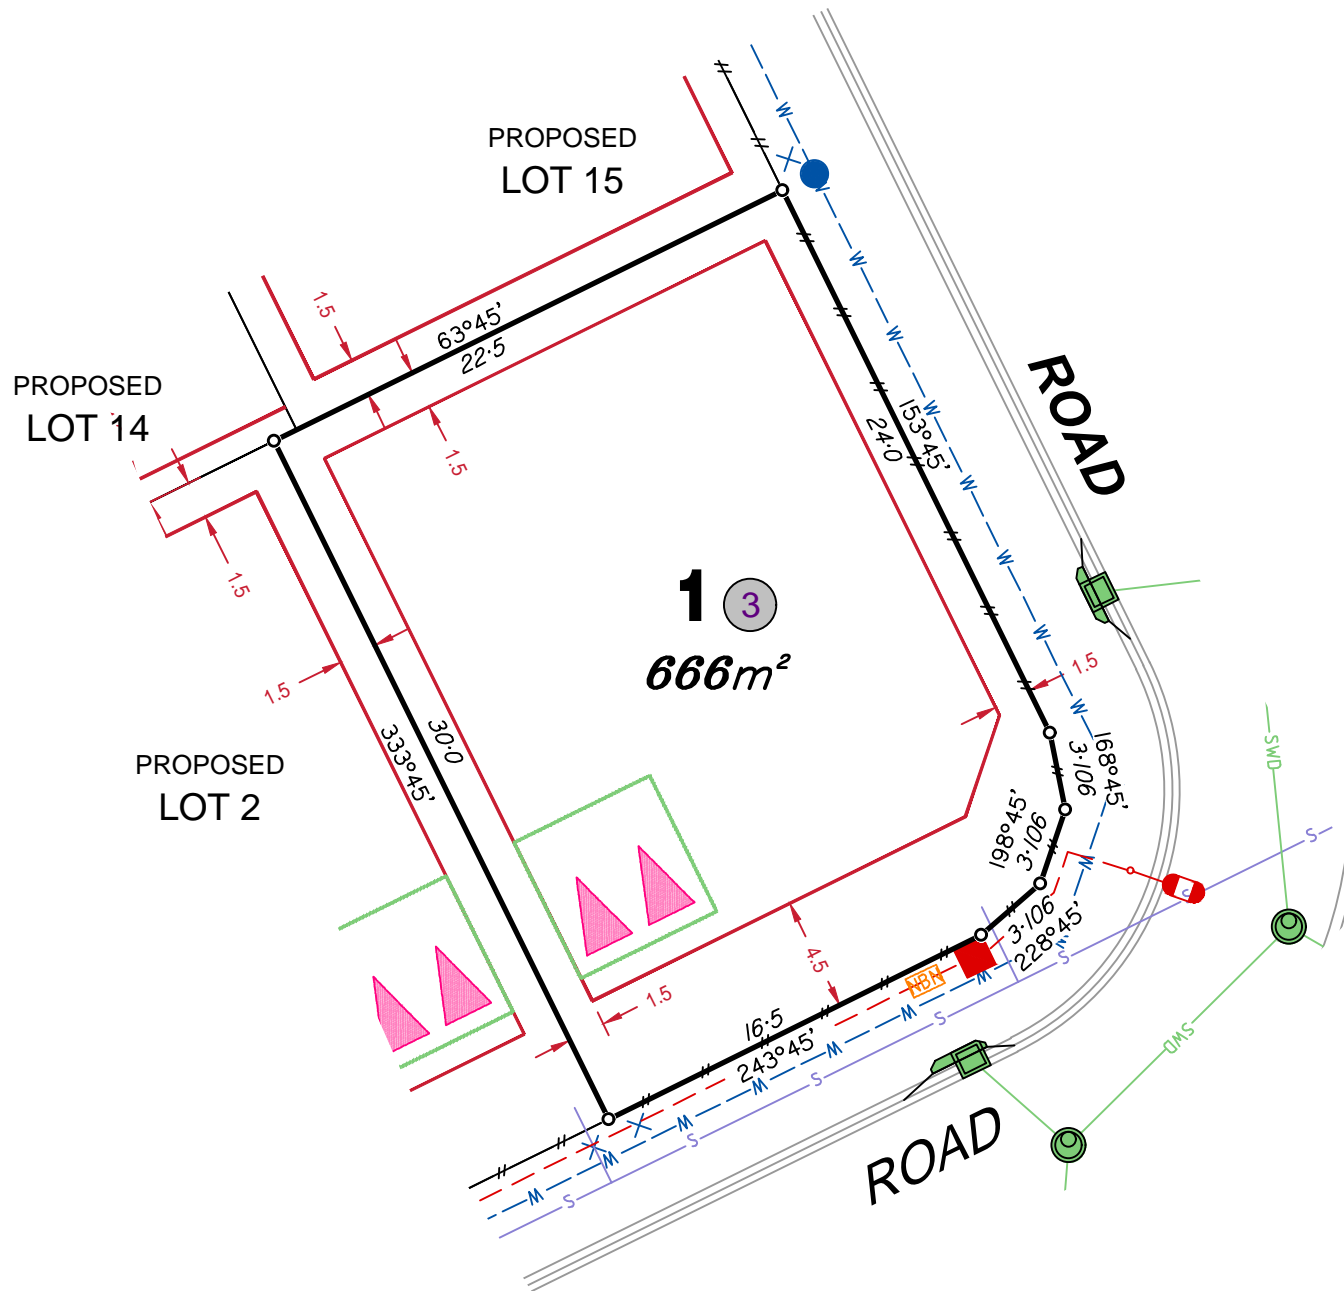 PROPOSED
LOT 15
W
W
1.5
63°45'
22·5
W
W
PROPOSED
LOT 14
1.5
1.5
153°45'
24·0
W
ROAD
W
W
1 3
666m²
W
1.5
1.5
W
30·0
333°45'
168°45'
3·106
SWD
PROPOSED
LOT 2
198°45'
3·106
S
W
S
3·106
228°45'
W
S
4.5
1.5
NBN
W
W
S
16·5
243°45'
W
W
S
W
S
W
W
S
SWD
ROAD